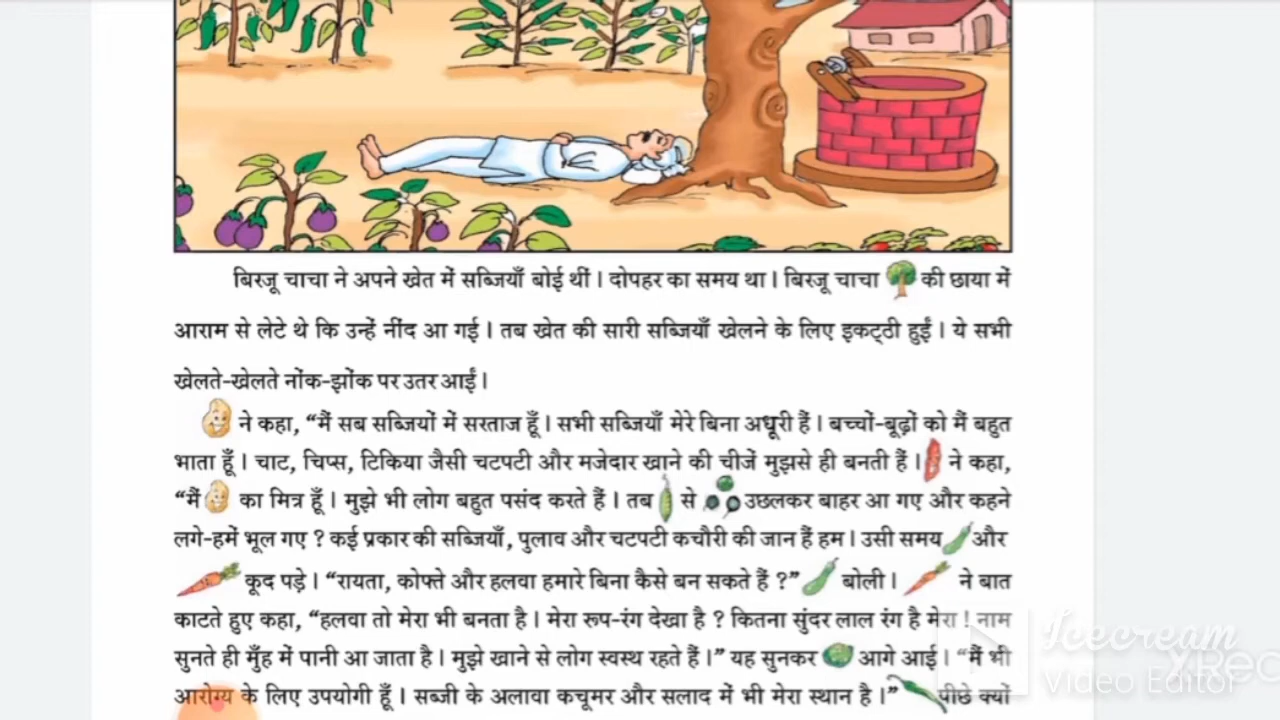 बिरजू चाचा ने अपने खेत में सब्जियाँ बोई थीं । दोपहर का समय था । बिरजू चाचा की छाया में
आराम से लेटे थे कि उन्हें नींद आ गई । तब खेत की सारी सब्जियाँ खेलने के लिए इकट्ठी हुईं । ये सभी
खेलते-खेलते नोंक-झोंक पर उतर आईं ।
ने कहा, “मैं सब सब्जियों में सरताज हूँ । सभी सब्जियाँ मेरे बिना अधूरी हैं । बच्चों-बूढ़ों को मैं बहुत
भाता हूँ । चाट, चिप्स, टिकिया जैसी चटपटी और मजेदार खाने की चीजें मुझसे ही बनती हैं । ने कहा,
“मैं का मित्र हूँ । मुझे भी लोग बहुत पसंद करते हैं । तब से उछलकर बाहर आ गए और कहने
लगे-हमें भूल गए ? कई प्रकार की सब्जियाँ, पुलाव और चटपटी कचौरी की जान हैं हम । उसी समय और
कूद पड़े । “रायता, कोफ्ते और हलवा हमारे बिना कैसे बन सकते हैं ?” बोली । ने बात
काटते हुए कहा, “हलवा तो मेरा भी बनता है । मेरा रूप-रंग देखा है ? कितना सुंदर लाल रंग है मेरा ! नाम
सुनते ही मुँह में पानी आ जाता है । मुझे खाने से लोग स्वस्थ रहते हैं ।” यह सुनकर आगे आई । “मैं भी
आरोग्य के लिए उपयोगी हूँ । सब्जी के अलावा कचूमर और सलाद में भी मेरा स्थान है ।” पीछे क्यों
Icecream
Video Editor